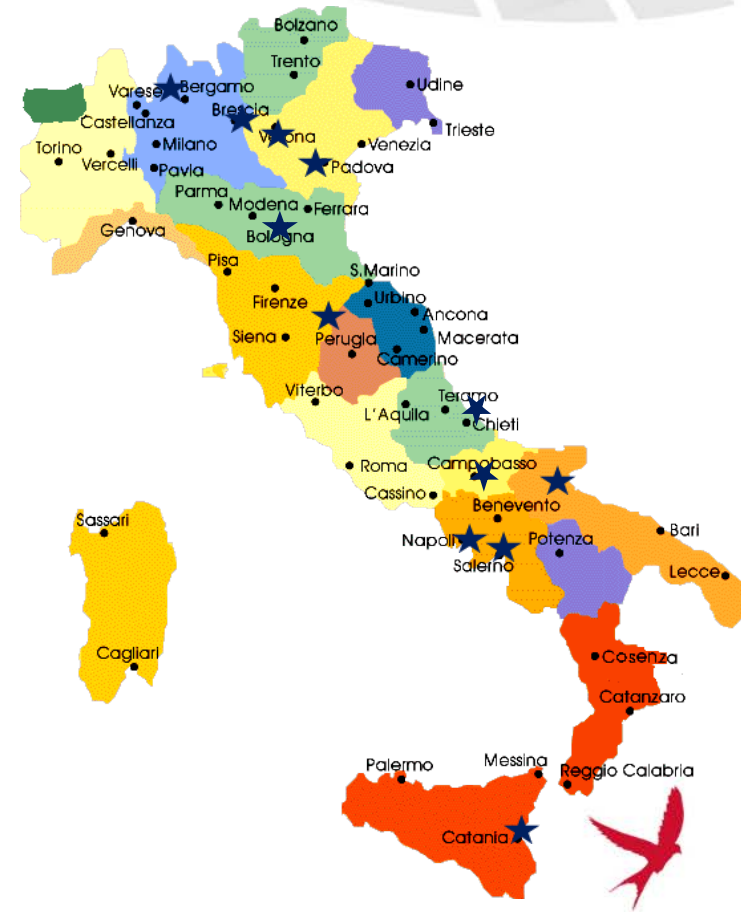 Bolzano
Trento
Udine
Varese
Bergamo
Brescia
Castellanza
Trieste
Verona
Venezia
Torino
Milano
Vercelli
Padova
Pavia
Parma
Modena
Ferrara
Genova
Bologna
Pisa
S.Marino
Urbino
Firenze
Ancona
Siena
Perugia
Macerata
Camerino
Viterbo
Teramo
L'Aquila
Chieti
Roma
Campobasso
Cassino
Benevento
Sassari
Bari
Napoli
Potenza
Salerno
Lecce
Cagliari
Cosenza
Catanzaro
Messina
Palermo
Reggio Calabria
Catania